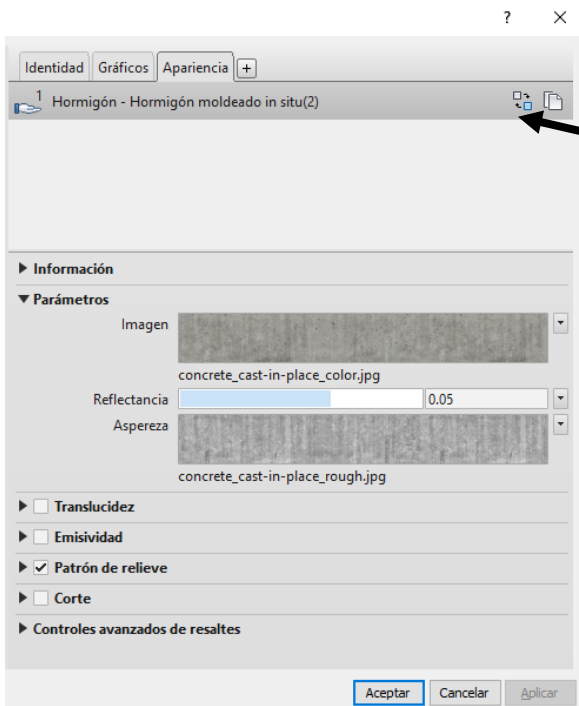 ?
Identidad Gráficos Apariencia +
1 Hormigón - Hormigón moldeado in situ(2)
Información
Parámetros
Imagen
concrete_cast-in-place_color.jpg
Reflectancia 0.05
Aspereza
concrete_cast-in-place_rough.jpg
Translucidez
Emisividad
Patrón de relieve
Corte
Controles avanzados de resaltes
Aceptar Cancelar Aplicar